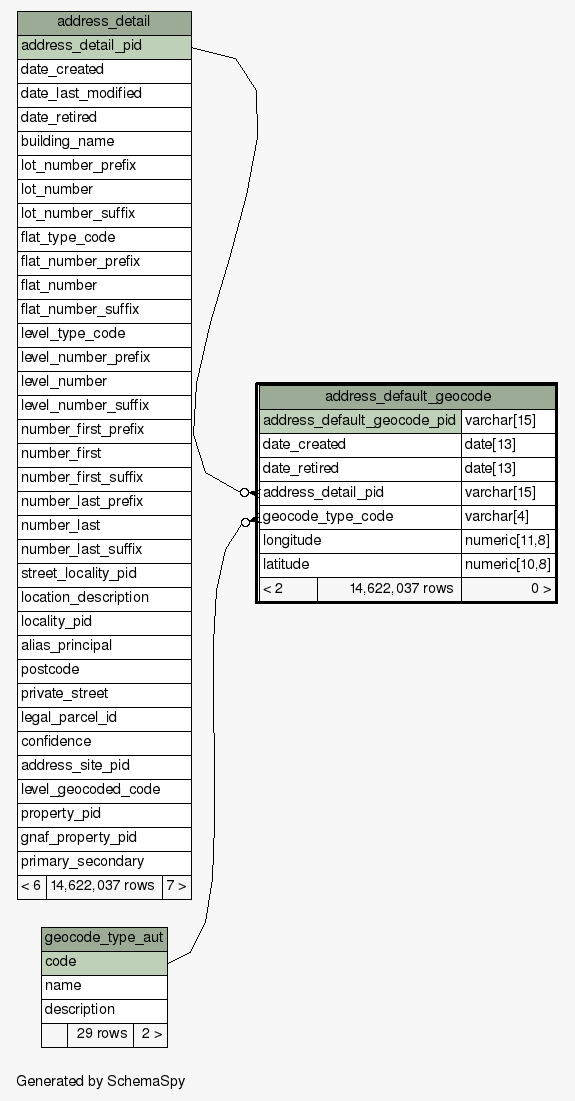 address_detail
address_detail_pid
date_created
date_last_modified
date_retired
building_name
lot_number_prefix
lot_number
lot_number_suffix
flat_type_code
flat_number_prefix
flat_number
flat_number_suffix
level_type_code
level_number_prefix
level_number
level_number_suffix
number_first_prefix
number_first
number_first_suffix
number_last_prefix
number_last
number_last_suffix
street_locality_pid
location_description
locality_pid
alias_principal
postcode
private_street
legal_parcel_id
confidence
address_site_pid
level_geocoded_code
property_pid
gnaf_property_pid
primary_secondary
< 6 14,622,037 rows 7 >
address_default_geocode
address_default_geocode_pid varchar[15]
date_created date[13]
date_retired date[13]
address_detail_pid varchar[15]
geocode_type_code varchar[4]
longitude numeric[11,8]
latitude numeric[10,8]
< 2 14,622,037 rows 0 >
geocode_type_aut
code
name
description
29 rows 2 >
Generated by SchemaSpy